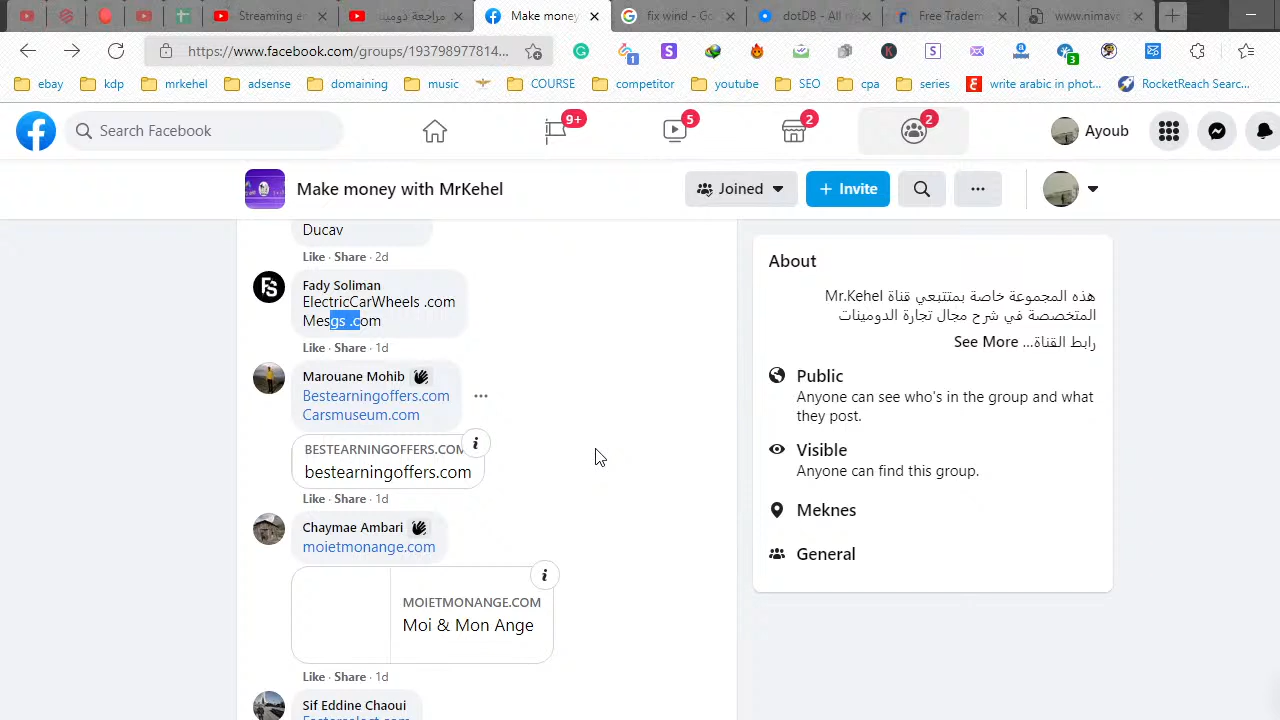 Streaming e
مراجعة دومينا
Make money
fix wind - Go
dotDB - All r
Free Tradem
www.nimave
https://www.facebook.com/groups/193798977814...
1
3
ebay
kdp
mrkehel
adsense
domaining
music
COURSE
competitor
youtube
SEO
cpa
series
write arabic in phot...
RocketReach Searc...
Search Facebook
9+
5
2
2
Ayoub
Make money with MrKehel
Joined
+ Invite
Ducav
Like · Share · 2d
FS
Fady Soliman
ElectricCarWheels .com
Mesgs .com
Like · Share · 1d
Marouane Mohib
Bestearningoffers.com
Carsmuseum.com
BESTEARNINGOFFERS.COM
bestearningoffers.com
Like · Share · 1d
Chaymae Ambari
moietmonange.com
MOIETMONANGE.COM
Moi & Mon Ange
Like · Share · 1d
Sif Eddine Chaoui
About
هذه المجموعة خاصة بمتتبعي قناة Mr.Kehel
المتخصصة في شرح مجال تجارة الدومينات
رابط القناة... See More
Public
Anyone can see who's in the group and what
they post.
Visible
Anyone can find this group.
Meknes
General